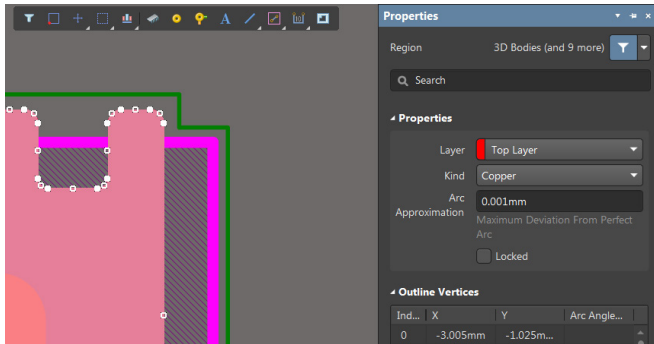 Properties
A
10
Region 3D Bodies (and 9 more)
Search
Properties
Layer Top Layer
Kind Copper
Arc Approximation 0.001mm
Maximum Deviation From Perfect
Arc
Locked
Outline Vertices
Ind... X Y Arc Angle...
0 -3.005mm -1.025m...